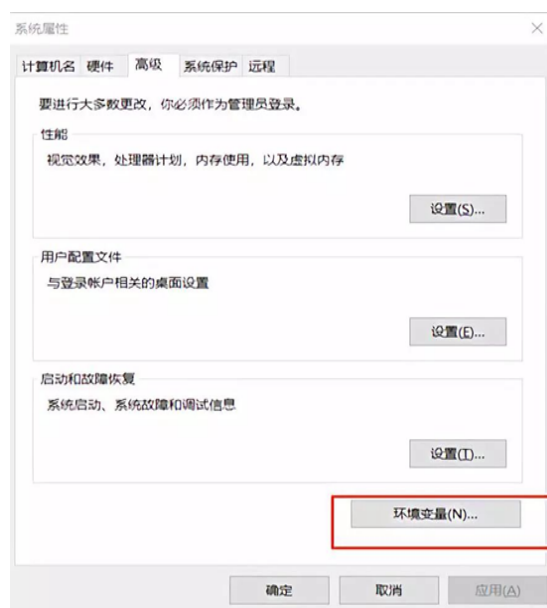 系统属性
计算机名 硬件 高级 系统保护 远程
要进行大多数更改，你必须作为管理员登录。
性能
视觉效果，处理器计划，内存使用，以及虚拟内存
设置(S)...
用户配置文件
与登录帐户相关的桌面设置
设置(E)...
启动和故障恢复
系统启动、系统故障和调试信息
设置(T)...
环境变量(N)...
确定 取消 应用(A)